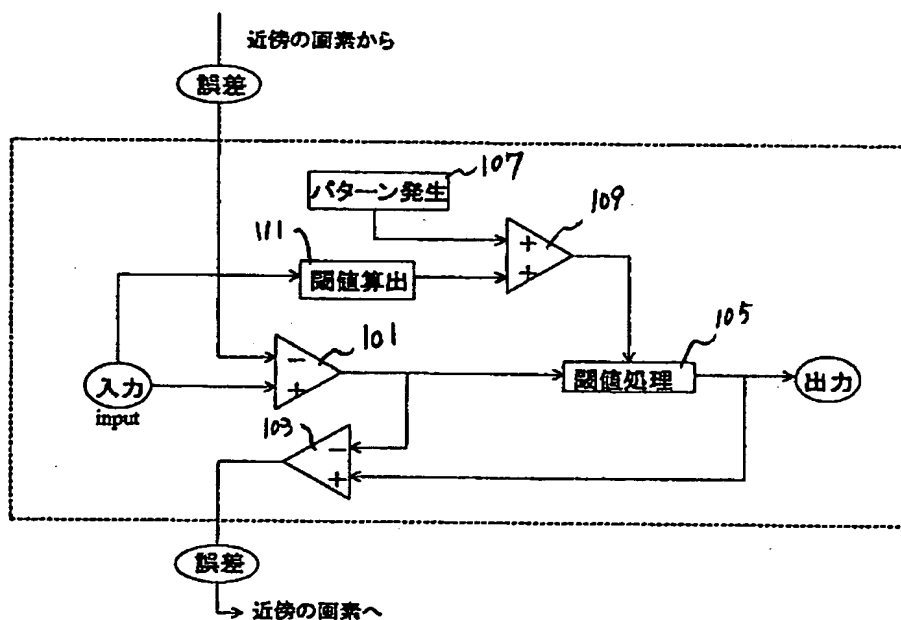 近傍の画素から
誤差
107
パターン発生
109
111
閾値算出
105
101
入力
input
閾値処理
出力
103
誤差
近傍の画素へ